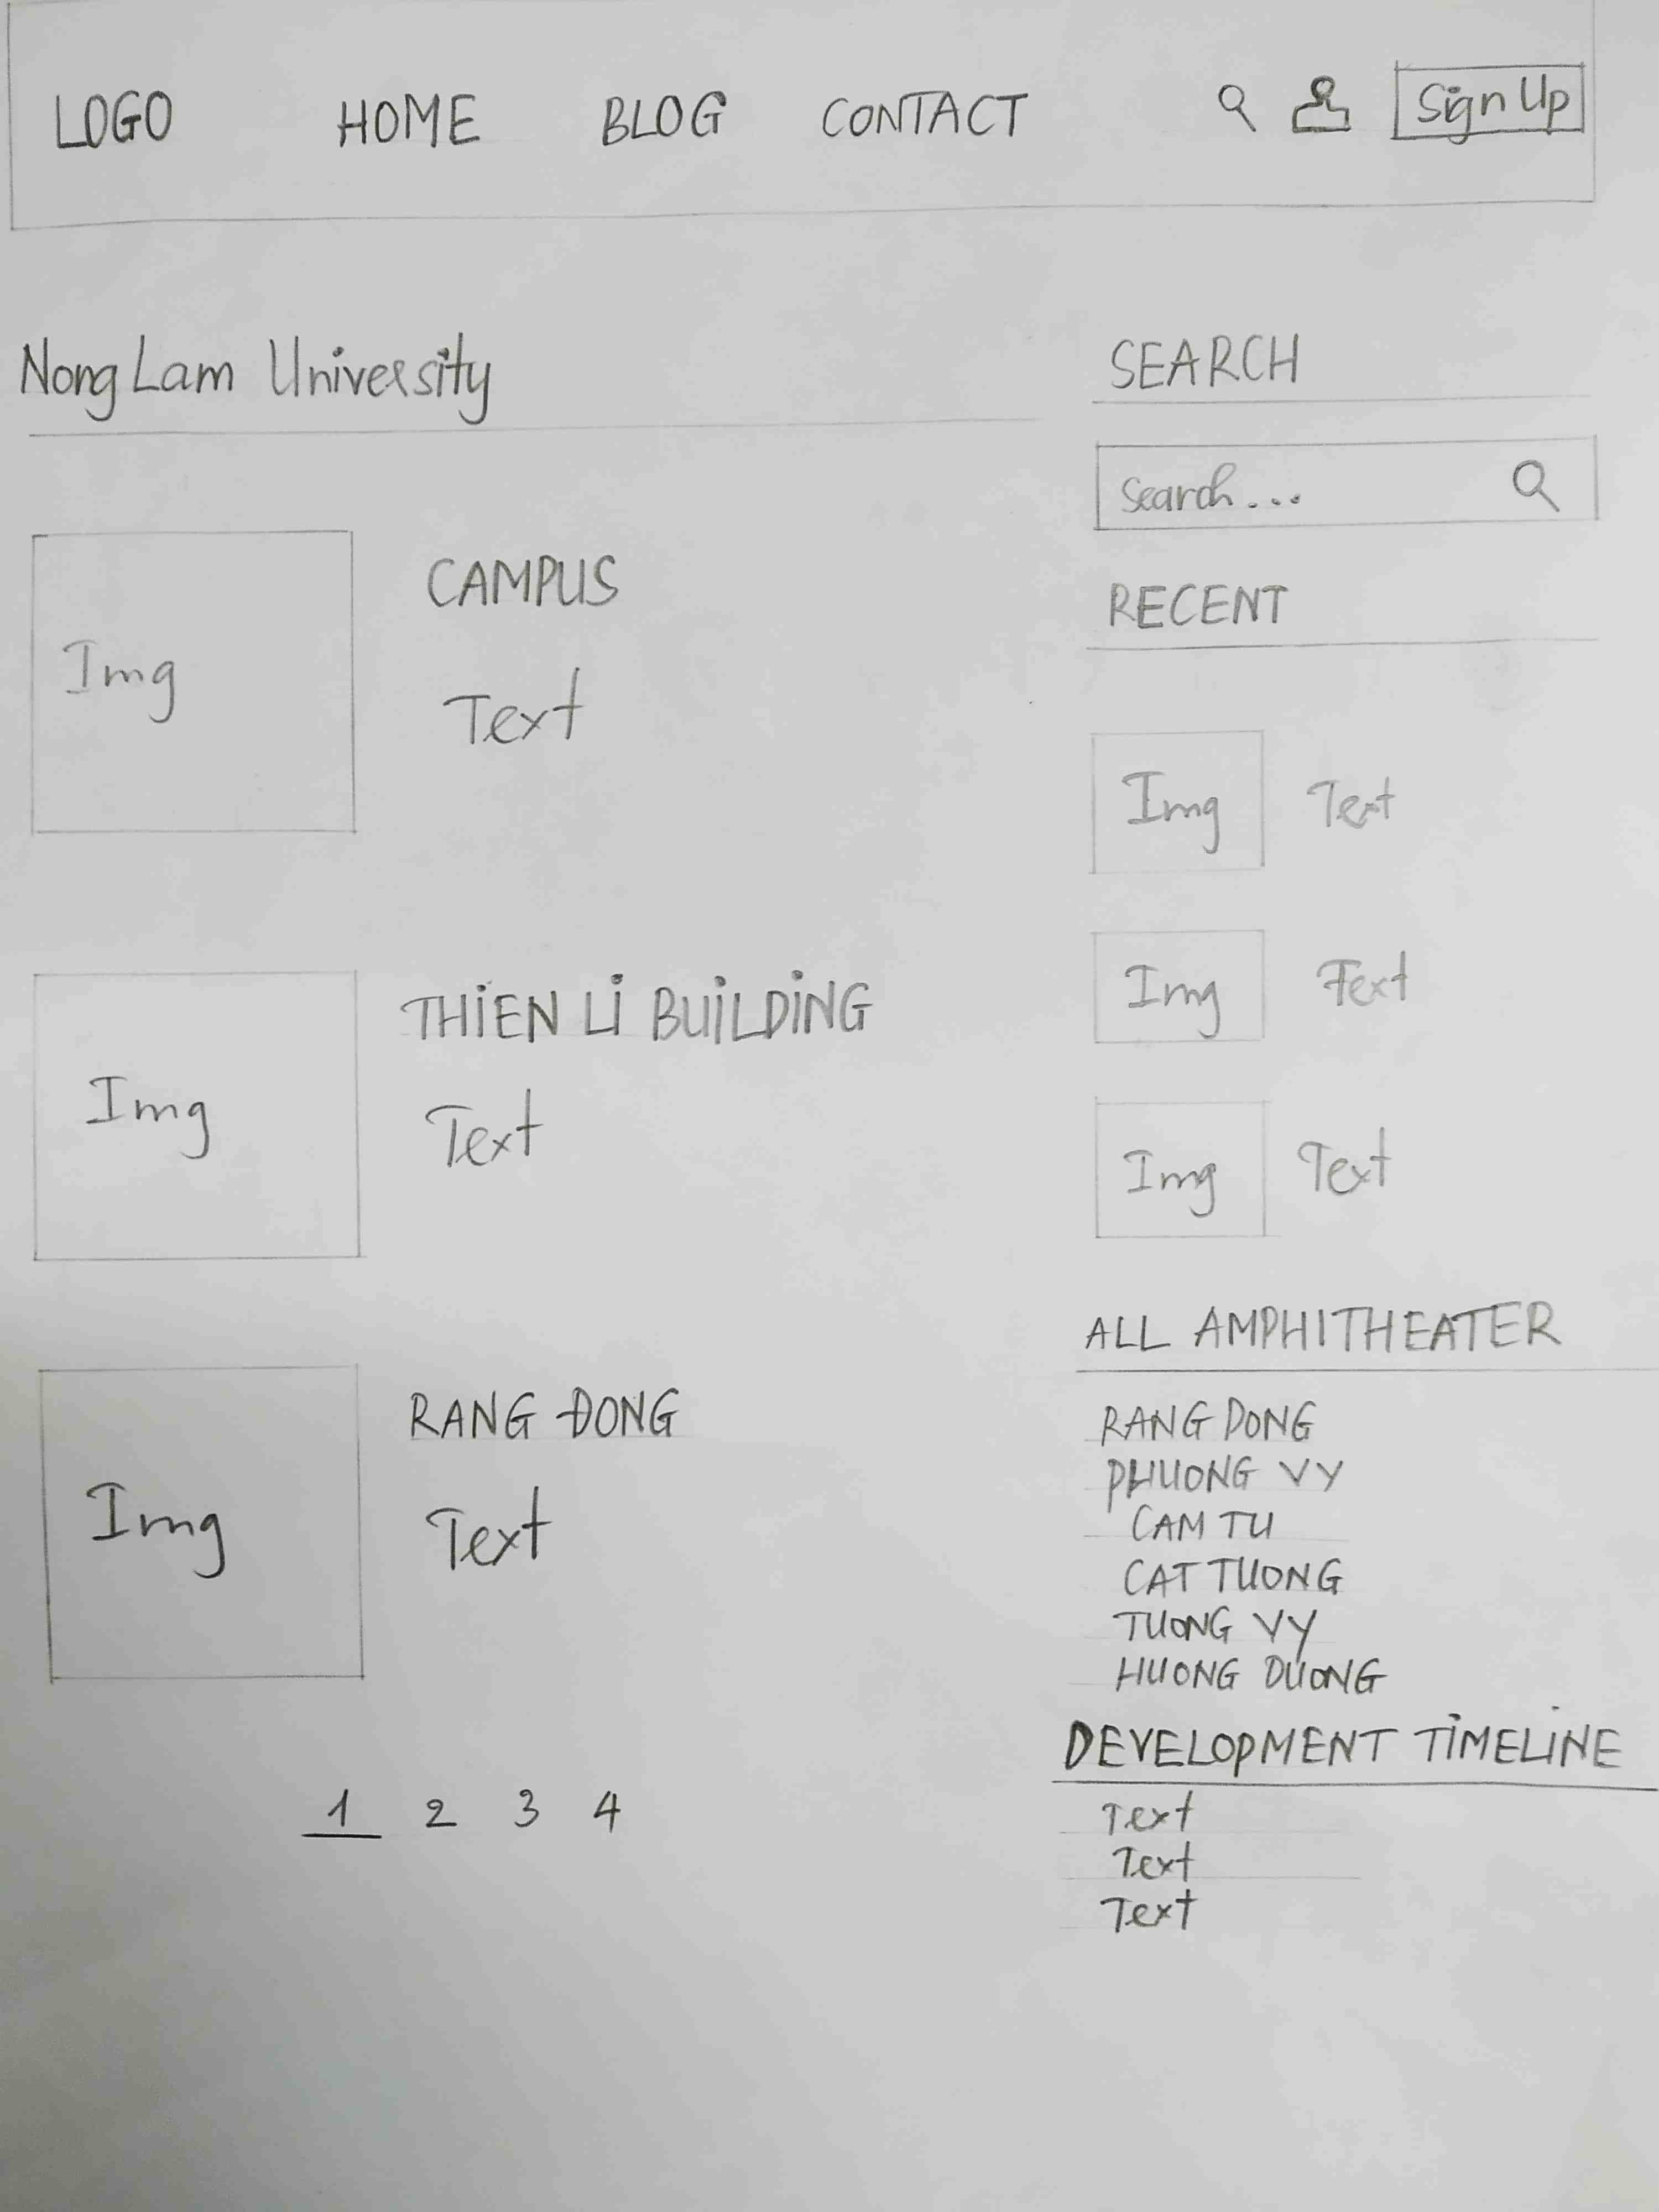 LOGO HOME BLOG CONTACT Sign Up
Nong Lam University
Img
CAMPUS
Text
Img
THIEN Li BUiLDiNG
Text
Img
RANG ĐONG
Text
1 2 3 4
SEARCH
Search...
RECENT
Img Text
Img Text
Img Text
ALL AMPHITHEATER
RANG DONG
PHUONG VY
CAM TU
CAT TUONG
TUONG VY
HUONG DUONG
DEVELOPMENT TiMELiNE
Text
Text
Text